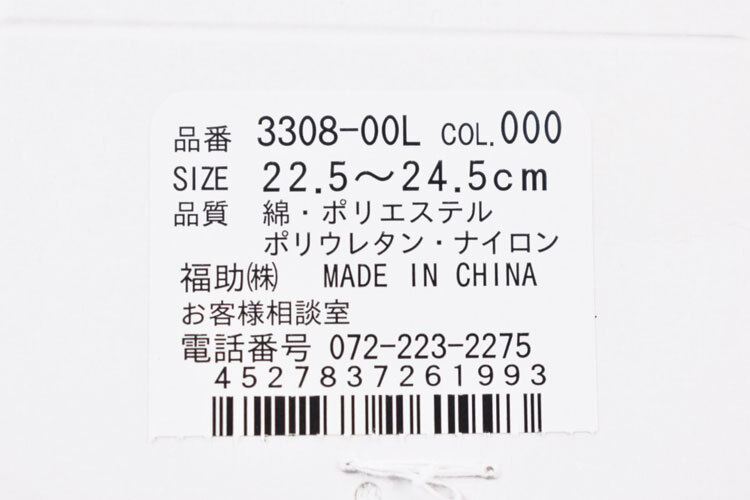 品番 3308-00L COL.000
SIZE 22.5～24.5cm
品質 綿・ポリエステル
ポリウレタン・ナイロン
福助㈱ MADE IN CHINA
お客様相談室
電話番号 072-223-2275
4527837261993